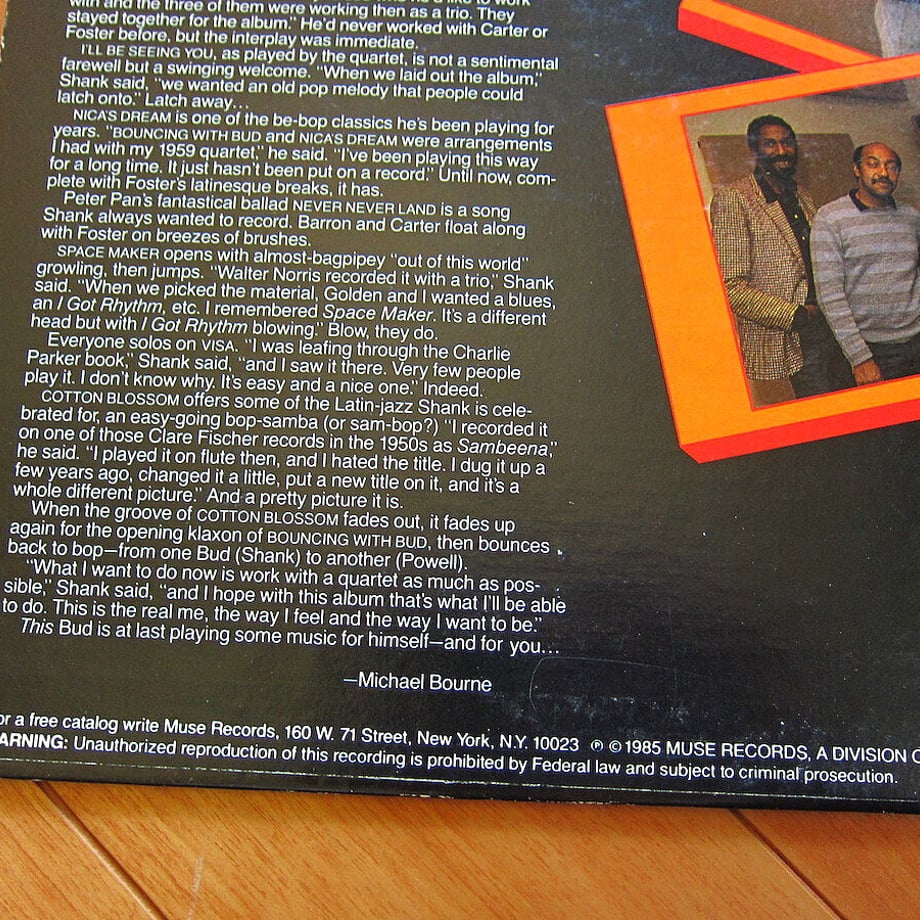 with and the three of them were working then as a trio. They
stayed together for the album." He'd never worked with Carter or
Foster before, but the interplay was immediate.
I'LL BE SEEING YOU, as played by the quartet, is not a sentimental
farewell but a swinging welcome. "When we laid out the album,"
Shank said, "we wanted an old pop melody that people could
latch onto." Latch away...
NICA'S DREAM is one of the be-bop classics he's been playing for
years. "BOUNCING WITH BUD and NICA'S DREAM were arrangements
I had with my 1959 quartet," he said. "I've been playing this way
for a long time. It just hasn't been put on a record." Until now, com-
plete with Foster's latinesque breaks, it has.
Peter Pan's fantastical ballad NEVER NEVER LAND is a song
Shank always wanted to record. Barron and Carter float along
with Foster on breezes of brushes.
SPACE MAKER opens with almost-bagpipey "out of this world"
growling, then jumps. "Walter Norris recorded it with a trio," Shank
said. "When we picked the material, Golden and I wanted a blues,
an I Got Rhythm, etc. I remembered Space Maker. It's a different
head but with I Got Rhythm blowing." Blow, they do.
Everyone solos on VISA. "I was leafing through the Charlie
Parker book," Shank said, "and I saw it there. Very few people
play it. I don't know why. It's easy and a nice one." Indeed.
COTTON BLOSSOM offers some of the Latin-jazz Shank is cele-
brated for, an easy-going bop-samba (or sam-bop?) "I recorded it
on one of those Clare Fischer records in the 1950s as Sambeena,"
he said. "I played it on flute then, and I hated the title. I dug it up a
few years ago, changed it a little, put a new title on it, and it's a
whole different picture." And a pretty picture it is.
When the groove of COTTON BLOSSOM fades out, it fades up
again for the opening klaxon of BOUNCING WITH BUD, then bounces
back to bop—from one Bud (Shank) to another (Powell).
"What I want to do now is work with a quartet as much as pos-
sible," Shank said, "and I hope with this album that's what I'll be able
to do. This is the real me, the way I feel and the way I want to be."
This Bud is at last playing some music for himself—and for you...
—Michael Bourne
or a free catalog write Muse Records, 160 W. 71 Street, New York, N.Y. 10023 ℗ © 1985 MUSE RECORDS, A DIVISION O
ARNING: Unauthorized reproduction of this recording is prohibited by Federal law and subject to criminal prosecution.